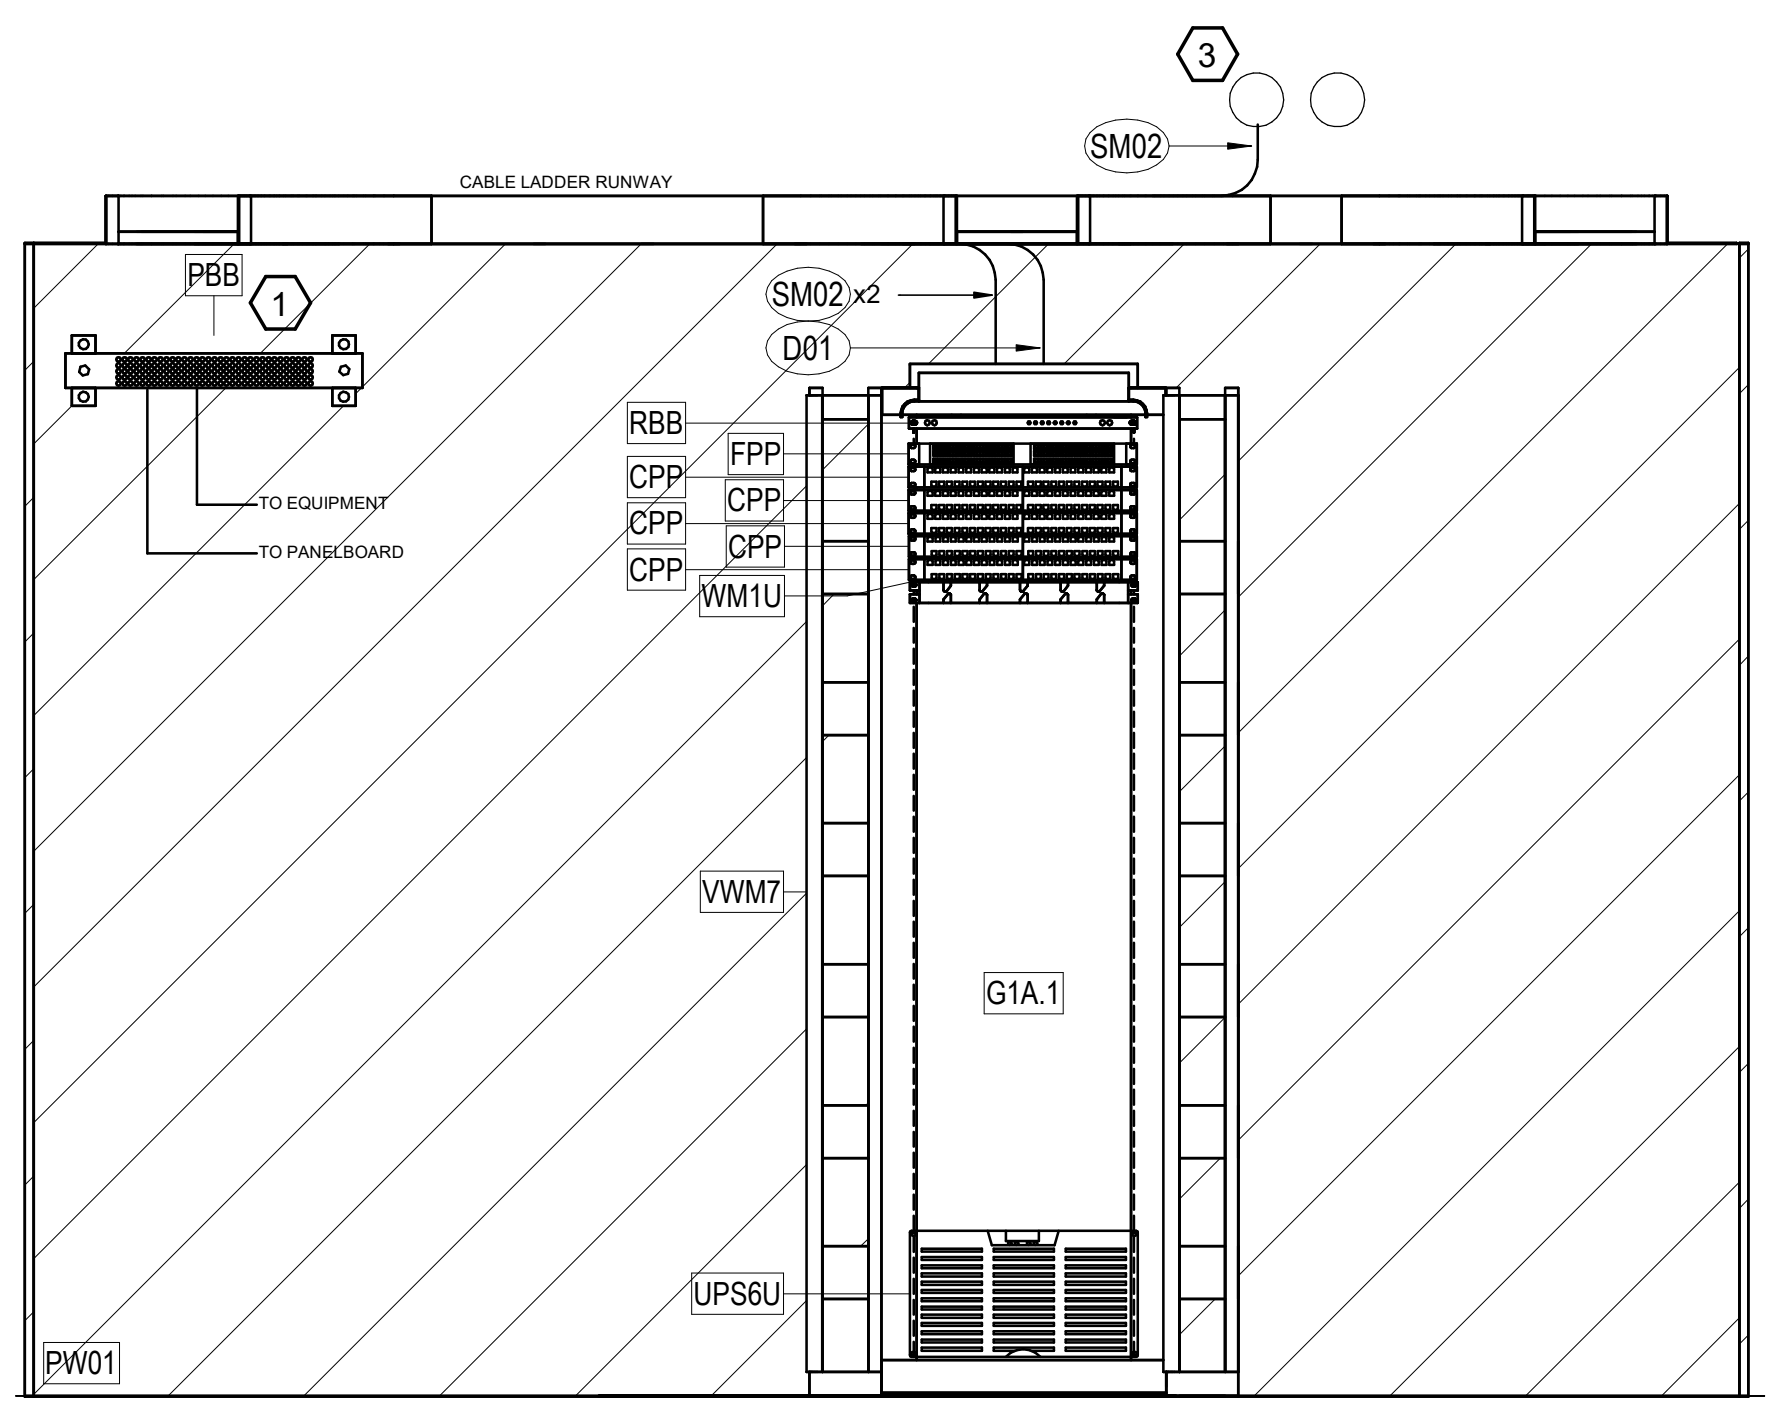 3
SM02
CABLE LADDER RUNWAY
PBB
1
SM02 x2
D01
RBB
FPP
CPP
CPP
CPP
CPP
CPP
WM1U
TO EQUIPMENT
TO PANELBOARD
VWM7
G1A.1
UPS6U
PW01